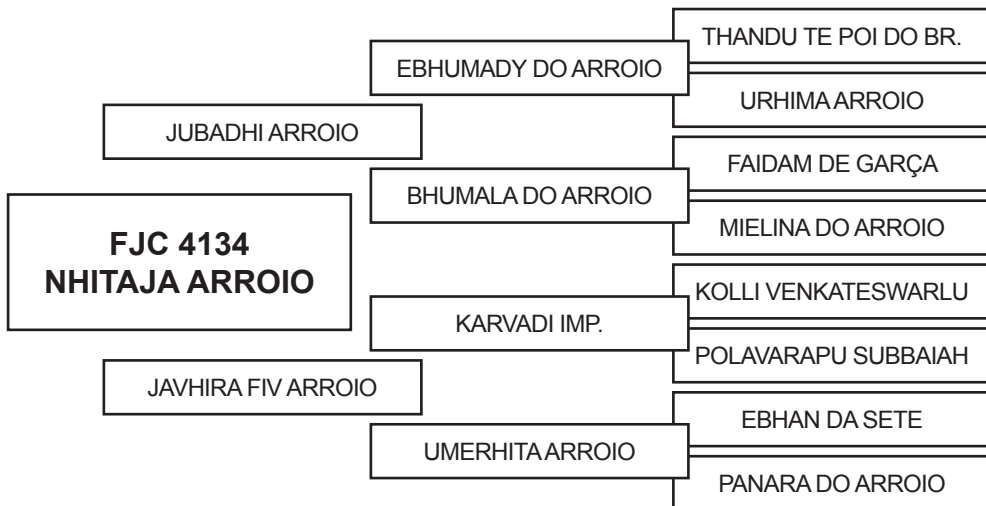 THANDU TE POI DO BR.
EBHUMADY DO ARROIO
URHIMA ARROIO
JUBADHI ARROIO
FAIDAM DE GARÇA
BHUMALA DO ARROIO
MIELINA DO ARROIO
FJC 4134
NHITAJA ARROIO
KOLLI VENKATESWARLU
KARVADI IMP.
POLAVARAPU SUBBAIAH
JAVHIRA FIV ARROIO
EBHAN DA SETE
UMERHITA ARROIO
PANARA DO ARROIO